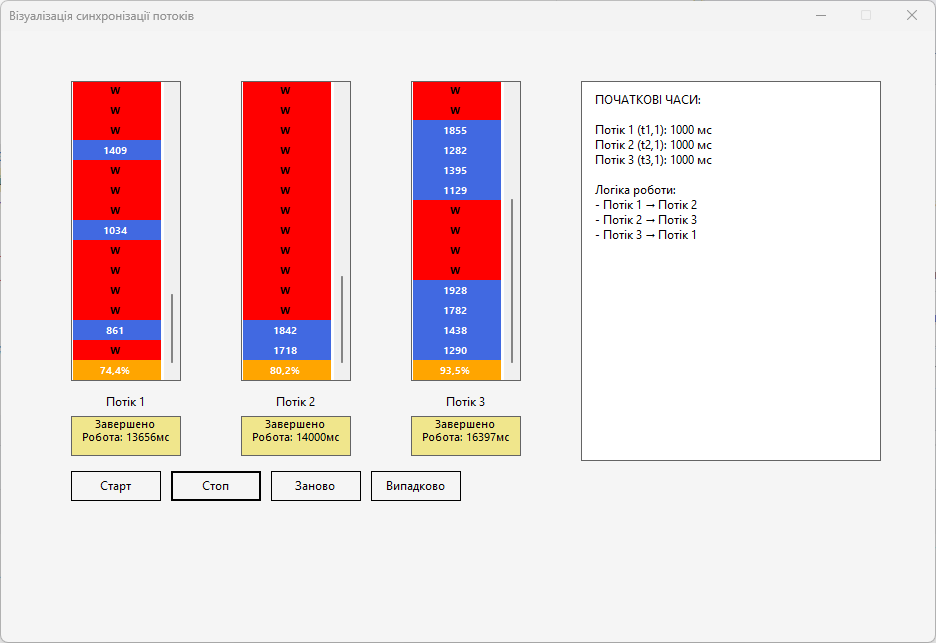 Візуалізація синхронізації потоків
W
W
W
1409
W
W
W
1034
W
W
W
W
861
W
74,4%
Потік 1
Завершено
Робота: 13656мс
W
W
W
W
W
W
W
W
W
W
W
W
1842
1718
80,2%
Потік 2
Завершено
Робота: 14000мс
W
W
1855
1282
1395
1129
W
W
W
W
1928
1782
1438
1290
93,5%
Потік 3
Завершено
Робота: 16397мс
ПОЧАТКОВІ ЧАСИ:
Потік 1 (t1,1): 1000 мс
Потік 2 (t2,1): 1000 мс
Потік 3 (t3,1): 1000 мс
Логіка роботи:
- Потік 1 → Потік 2
- Потік 2 → Потік 3
- Потік 3 → Потік 1
Старт
Стоп
Заново
Випадково